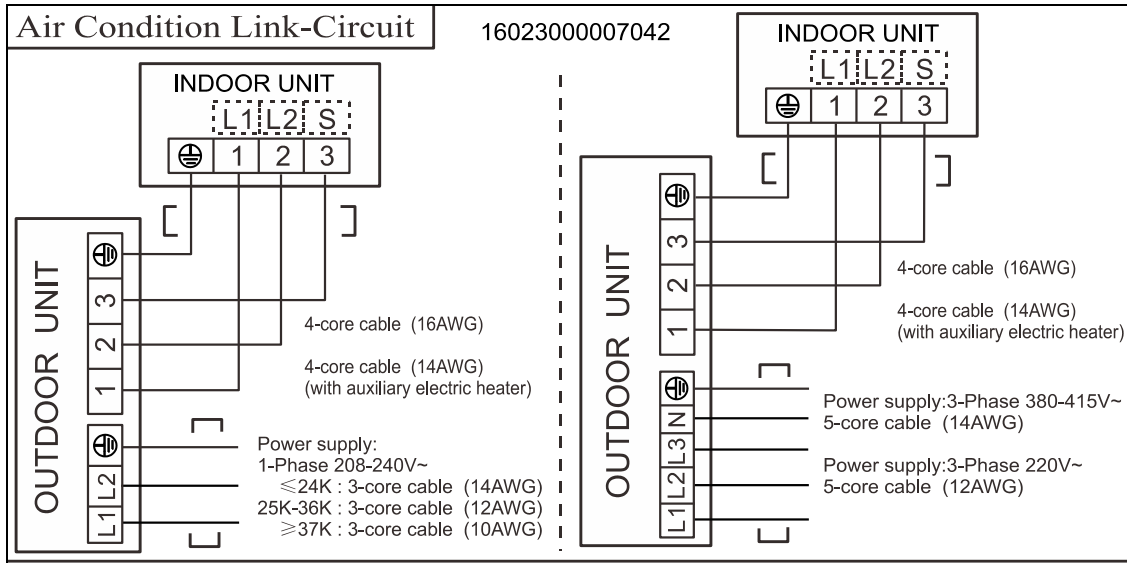 Air Condition Link-Circuit
16023000007042
INDOOR UNIT
L1 L2 S
1 2 3
OUTDOOR UNIT
3
2
1
L2
L1
4-core cable (16AWG)
4-core cable (14AWG)
(with auxiliary electric heater)
Power supply:
1-Phase 208-240V~
≤24K : 3-core cable (14AWG)
25K-36K : 3-core cable (12AWG)
≥37K : 3-core cable (10AWG)
INDOOR UNIT
L1 L2 S
1 2 3
OUTDOOR UNIT
3
2
1
N
L3
L2
L1
4-core cable (16AWG)
4-core cable (14AWG)
(with auxiliary electric heater)
Power supply:3-Phase 380-415V~
5-core cable (14AWG)
Power supply:3-Phase 220V~
5-core cable (12AWG)